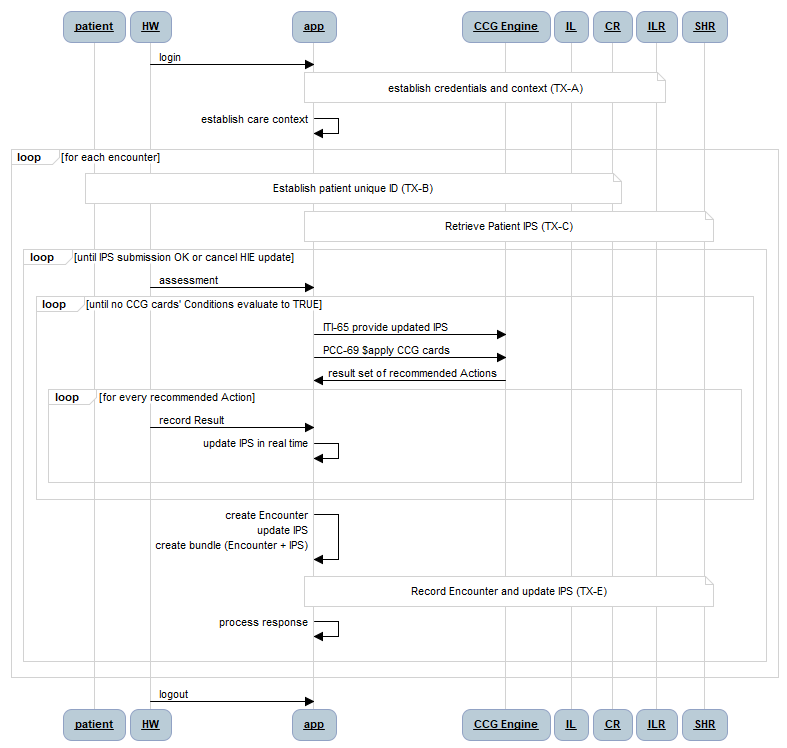 patient HW app CCG Engine IL CR ILR SHR
login
establish credentials and context (TX-A)
establish care context
loop [for each encounter]
Establish patient unique ID (TX-B)
Retrieve Patient IPS (TX-C)
loop [until IPS submission OK or cancel HIE update]
assessment
loop [until no CCG cards' Conditions evaluate to TRUE]
ITI-65 provide updated IPS
PCC-69 $apply CCG cards
result set of recommended Actions
loop [for every recommended Action]
record Result
update IPS in real time
create Encounter
update IPS
create bundle (Encounter + IPS)
Record Encounter and update IPS (TX-E)
process response
logout
patient HW app CCG Engine IL CR ILR SHR